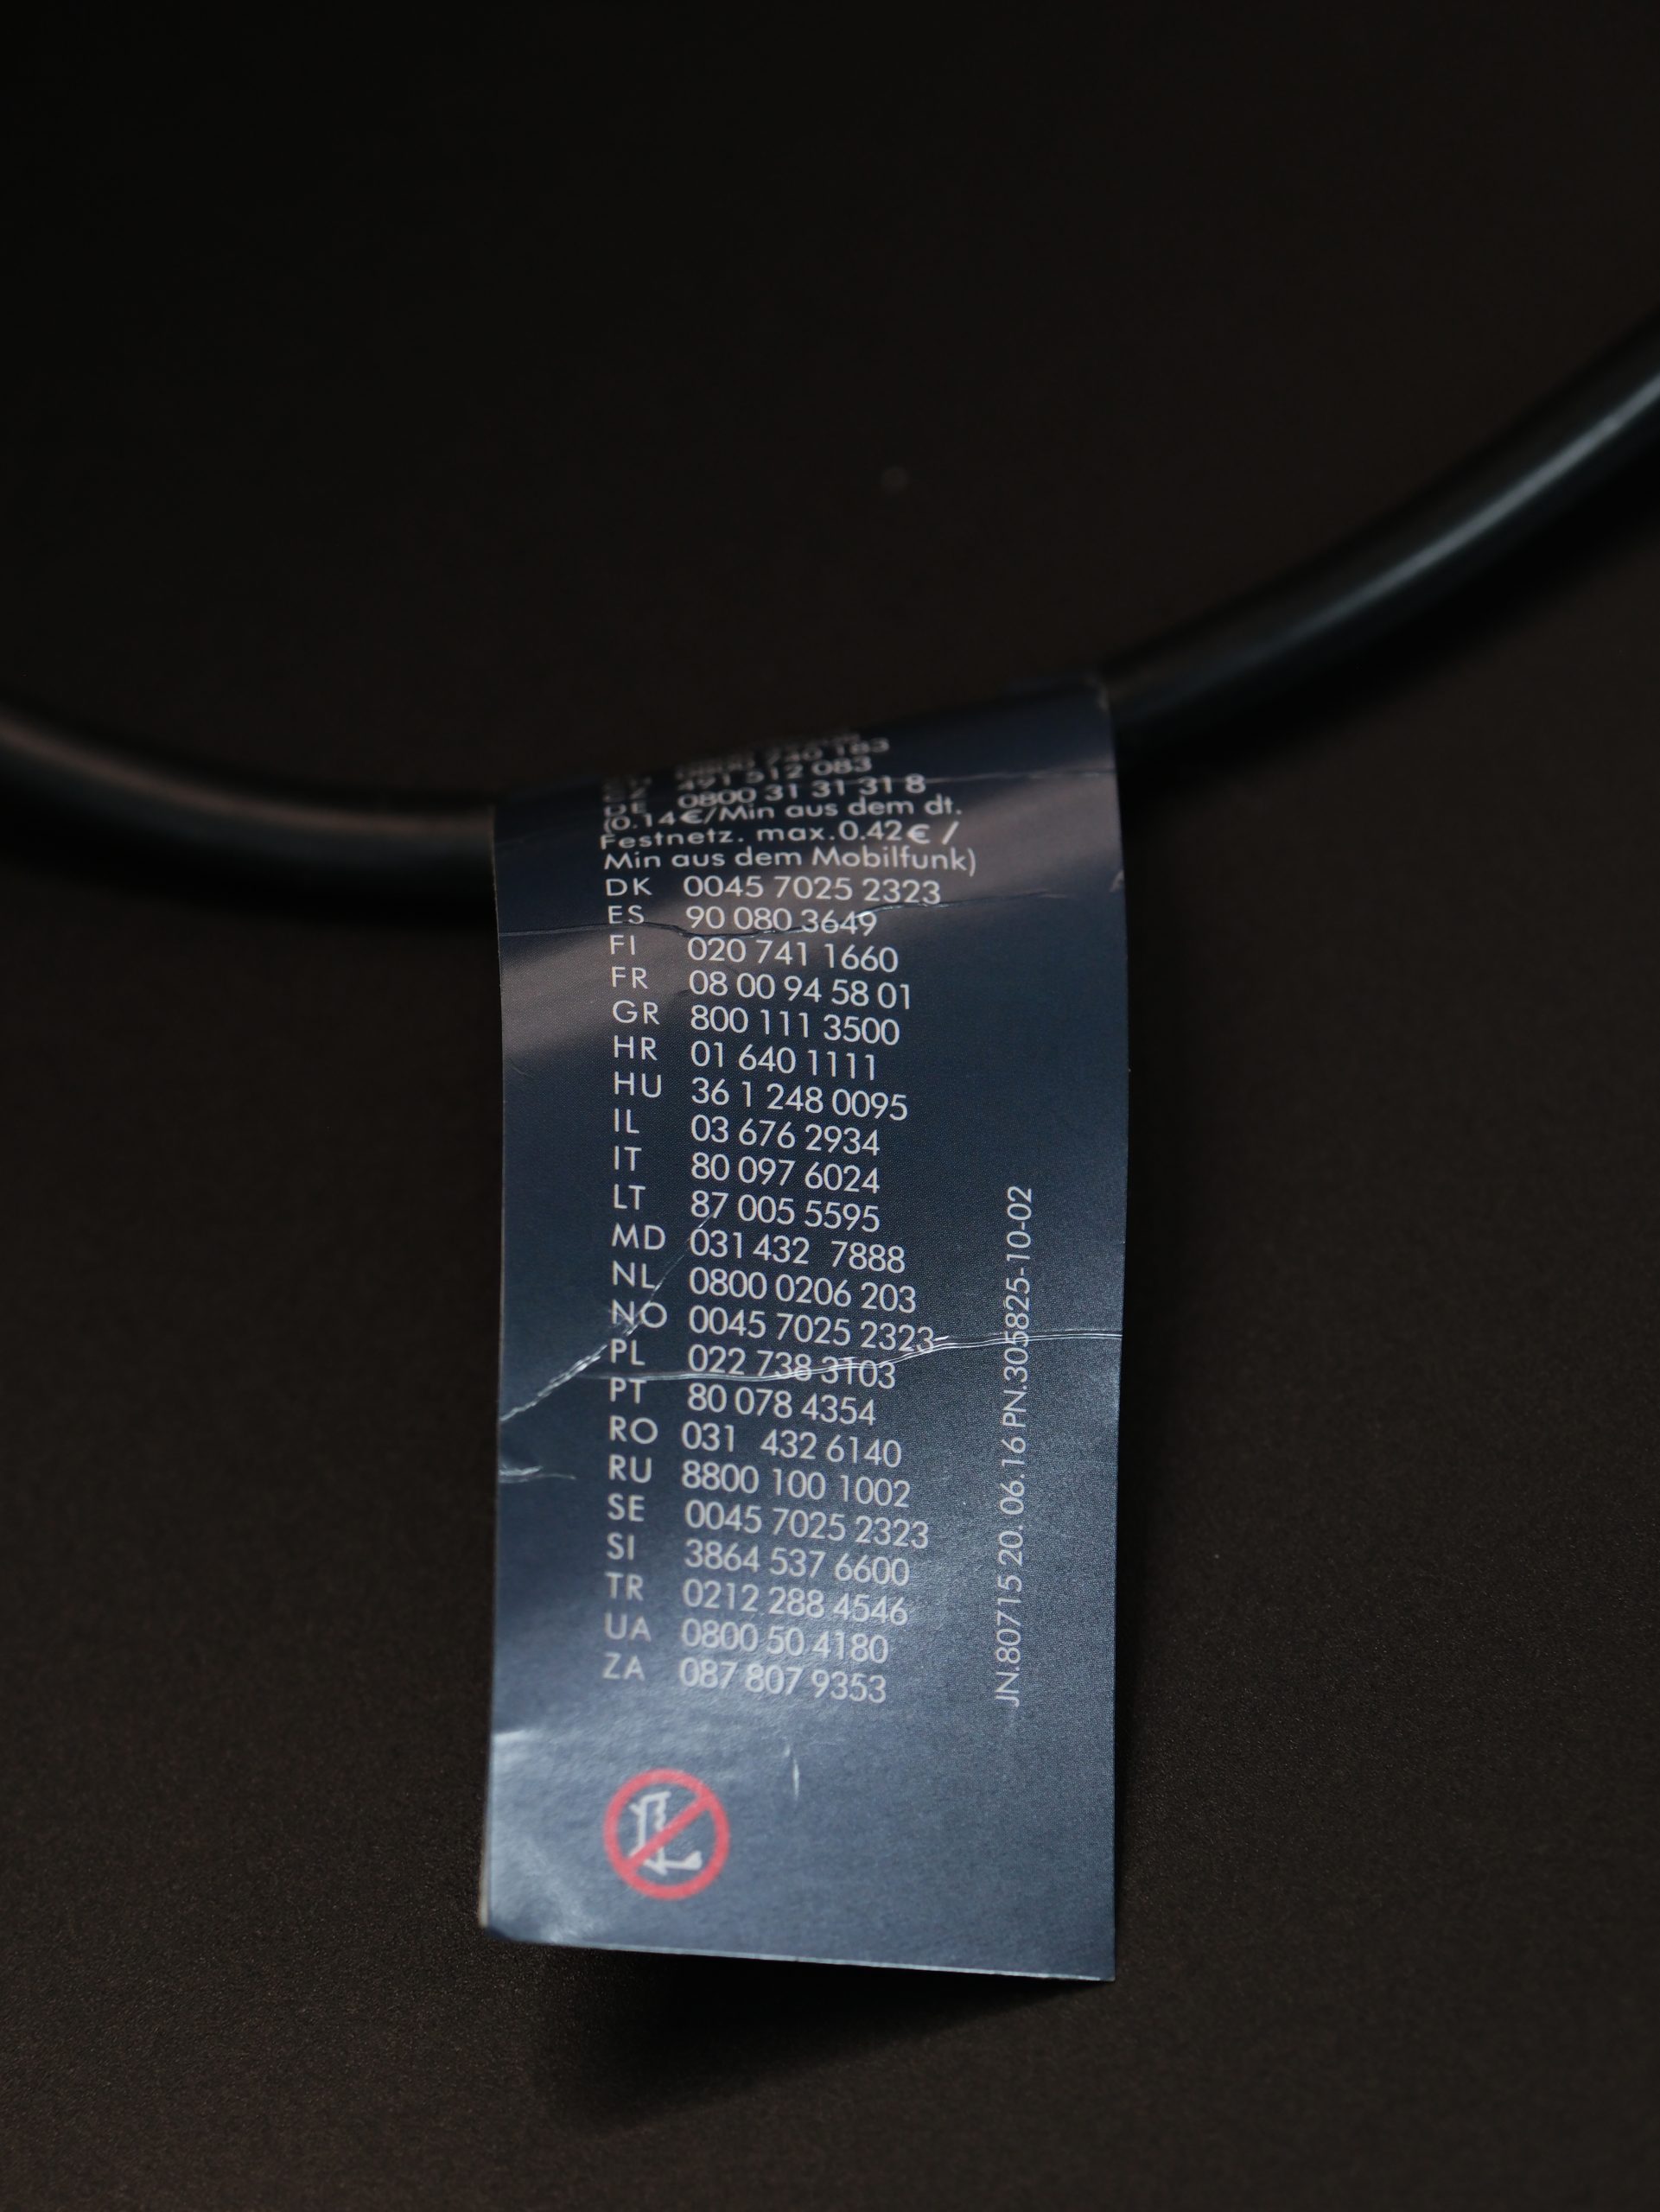 0800 740 183
491 512 083
DE 0800 31 31 31 8
(0.14€/Min aus dem dt.
Festnetz. max.0.42€ /
Min aus dem Mobilfunk)
DK 0045 7025 2323
ES 90 080 3649
FI 020 741 1660
FR 08 00 94 58 01
GR 800 111 3500
HR 01 640 1111
HU 36 1 248 0095
IL 03 676 2934
IT 80 097 6024
LT 87 005 5595
MD 031 432 7888
NL 0800 0206 203
NO 0045 7025 2323
PL 022 738 3103
PT 80 078 4354
RO 031 432 6140
RU 8800 100 1002
SE 0045 7025 2323
SI 3864 537 6600
TR 0212 288 4546
UA 0800 50 4180
ZA 087 807 9353
JN.80715 20. 06.16 PN.305825-10-02